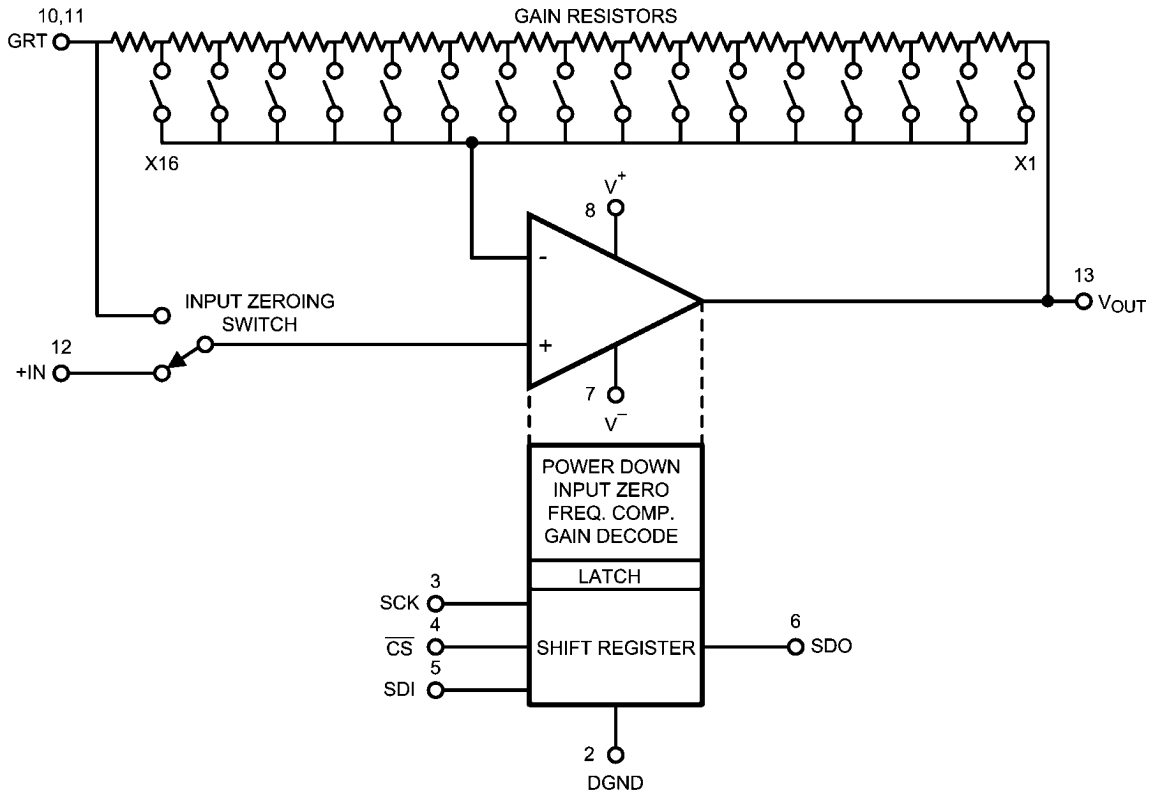 10,11
GRT
GAIN RESISTORS
X16
X1
V+
8
-
+
13
VOUT
INPUT ZEROING
SWITCH
12
+IN
7
V–
POWER DOWN
INPUT ZERO
FREQ. COMP.
GAIN DECODE
LATCH
3
SCK
4
CS
5
SDI
SHIFT REGISTER
6
SDO
2
DGND